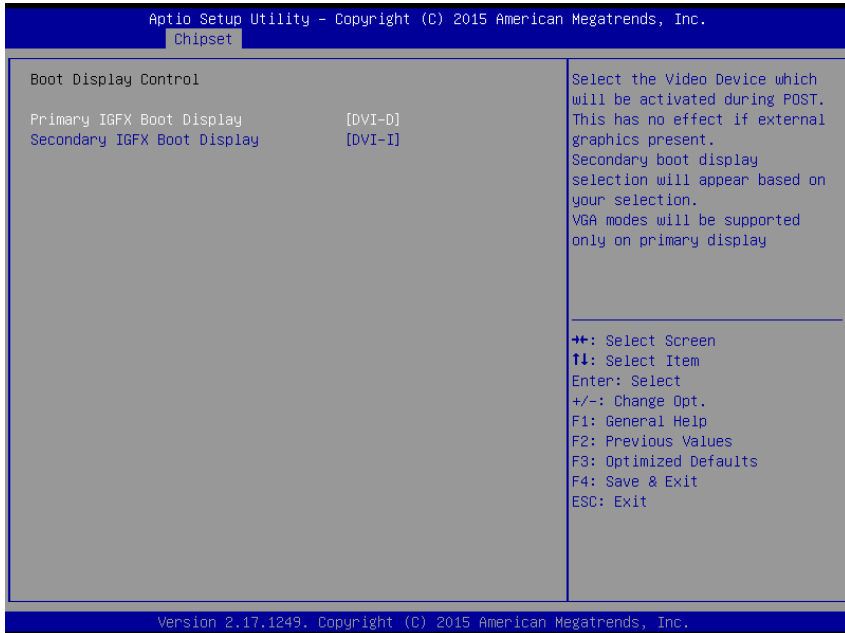 Aptio Setup Utility – Copyright (C) 2015 American Megatrends, Inc.
Chipset
Boot Display Control
Primary IGFX Boot Display [DVI-D]
Secondary IGFX Boot Display [DVI-I]
Select the Video Device which
will be activated during POST.
This has no effect if external
graphics present.
Secondary boot display
selection will appear based on
your selection.
VGA modes will be supported
only on primary display
→←: Select Screen
↑↓: Select Item
Enter: Select
+/-: Change Opt.
F1: General Help
F2: Previous Values
F3: Optimized Defaults
F4: Save & Exit
ESC: Exit
Version 2.17.1249. Copyright (C) 2015 American Megatrends, Inc.